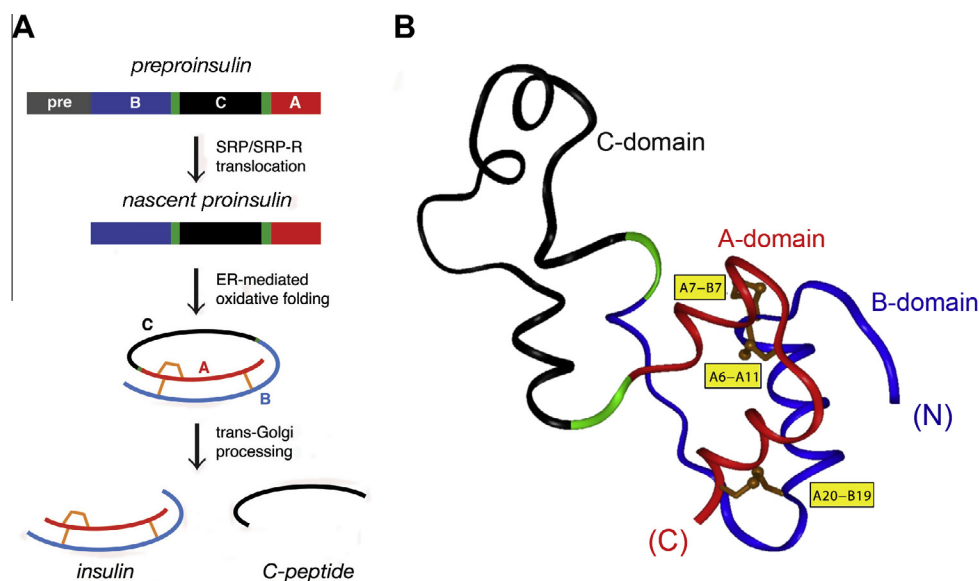 A
preproinsulin
pre B C A
SRP/SRP-R
translocation
nascent proinsulin
ER-mediated
oxidative folding
C
A
B
trans-Golgi
processing
insulin
C-peptide
B
C-domain
A-domain
A7–B7
B-domain
A6–A11
(N)
A20–B19
(C)